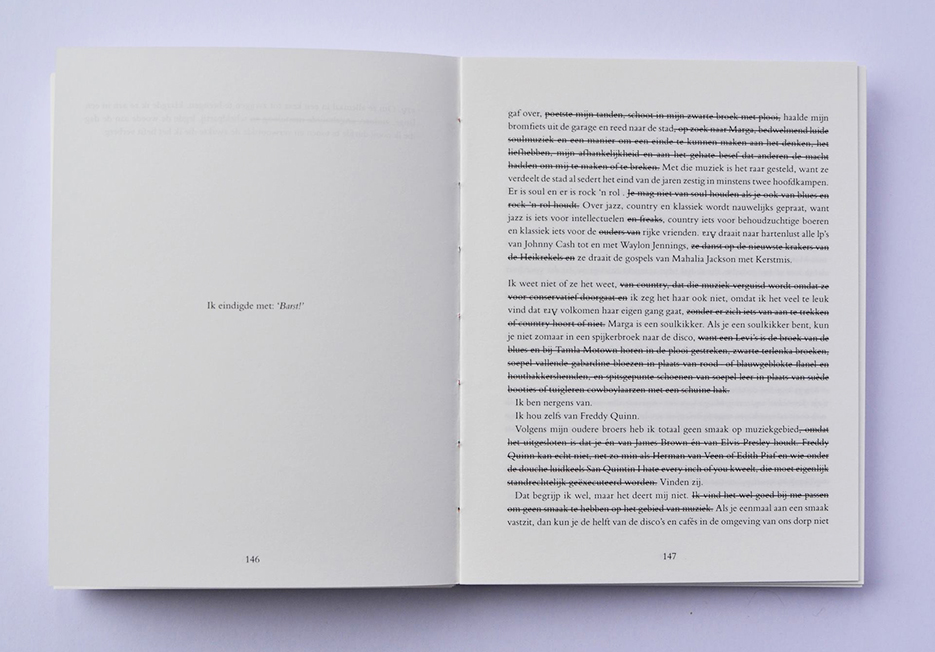 Ik eindigde met: ‘Barst!’
146
gaf over, poetste mijn tanden, schoot in mijn zwarte broek met plooi, haalde mijn
bromfiets uit de garage en reed naar de stad, op zoek naar Marga, bedwelmend luide
soulmuziek en een manier om een einde te kunnen maken aan het denken, het
liefhebben, mijn afhankelijkheid en aan het gehate besef dat anderen de macht
hadden om mij te maken of te breken. Met die muziek is het raar gesteld, want ze
verdeelt de stad al sedert het eind van de jaren zestig in minstens twee hoofdkampen.
Er is soul en er is rock ‘n rol . Je mag niet van soul houden als je ook van blues en
rock ‘n rol houdt. Over jazz, country en klassiek wordt nauwelijks gepraat, want
jazz is iets voor intellectuelen en freaks, country iets voor behoudzuchtige boeren
en klassiek iets voor de ouders van rijke vrienden. draait naar hartenlust alle lp’s
van Johnny Cash tot en met Waylon Jennings, ze danst op de nieuwste krakers van
de Heikrekels en ze draait de gospels van Mahalia Jackson met Kerstmis.
Ik weet niet of ze het weet, van country, dat die muziek verguisd wordt omdat ze
voor conservatief doorgaat en ik zeg het haar ook niet, omdat ik het veel te leuk
vind dat volkomen haar eigen gang gaat, zonder er zich iets van aan te trekken
of country hoort of niet. Marga is een soulkikker. Als je een soulkikker bent, kun
je niet zomaar in een spijkerbroek naar de disco, want een Levi’s is de broek van de
blues en bij Tamla Motown horen in de plooi gestreken, zwarte terlenka broeken,
soepel vallende gabardine bloezen in plaats van rood- of blauwgeblokte flanel en
houthakkershemden, en spitsgepunte schoenen van soepel leer in plaats van suède
booties of tuigleren cowboylaarzen met een schuine hak.
Ik ben nergens van.
Ik hou zelfs van Freddy Quinn.
Volgens mijn oudere broers heb ik totaal geen smaak op muziekgebied, omdat
het uitgesloten is dat je én van James Brown én van Elvis Presley houdt. Freddy
Quinn kan echt niet, net zo min als Herman van Veen of Edith Piaf en wie onder
de douche luidkeels San Quintin I hate every inch of you kweelt, die moet eigenlijk
standrechtelijk geëxecuteerd worden. Vinden zij.
Dat begrijp ik wel, maar het deert mij niet. Ik vind het wel goed bij me passen
om geen smaak te hebben op het gebied van muziek. Als je eenmaal aan een smaak
vastzit, dan kun je de helft van de disco’s en cafés in de omgeving van ons dorp niet
147